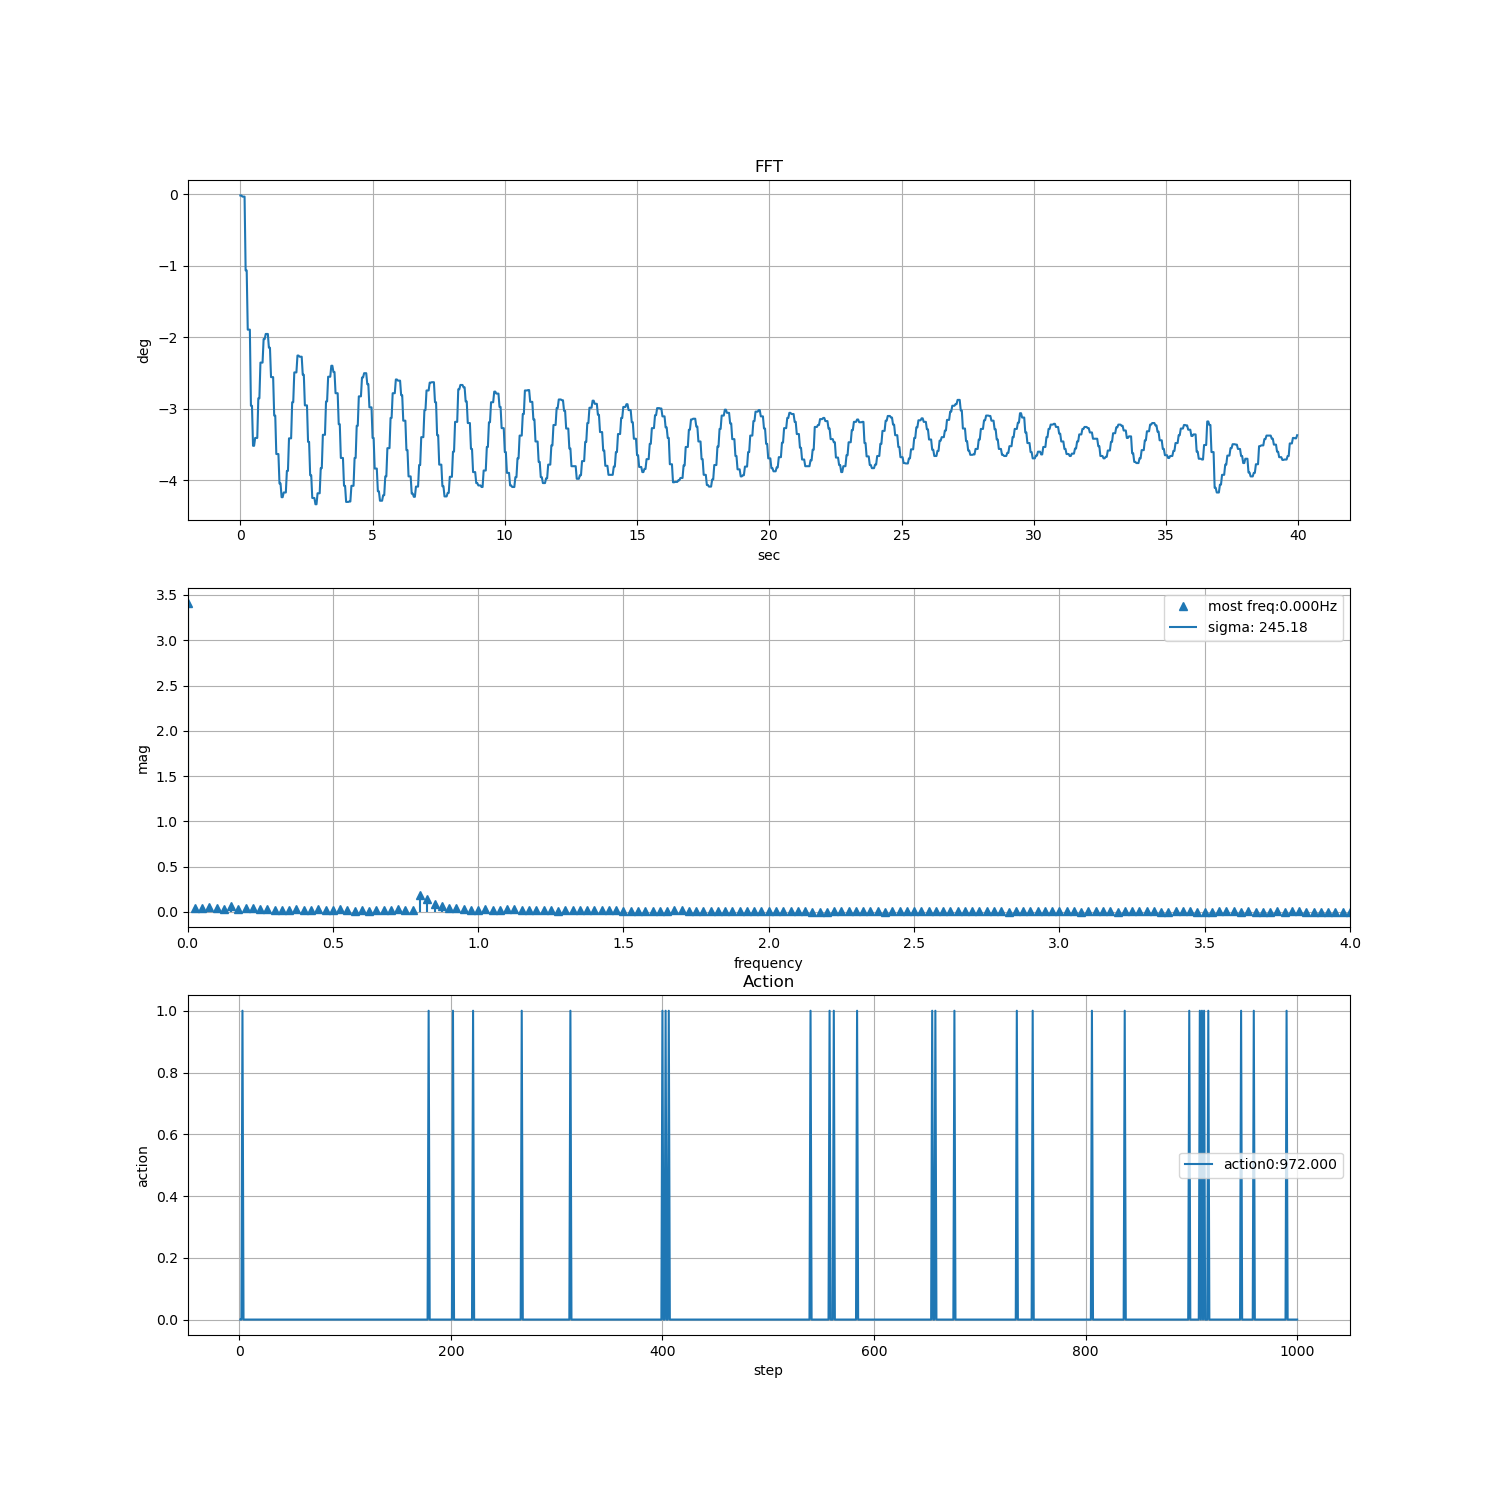 FFT
0
−1
−2
−3
−4
deg
0 5 10 15 20 25 30 35 40
sec
3.5
3.0
2.5
2.0
1.5
1.0
0.5
0.0
mag
most freq:0.000Hz
sigma: 245.18
0.0 0.5 1.0 1.5 2.0 2.5 3.0 3.5 4.0
frequency
Action
1.0
0.8
0.6
0.4
0.2
0.0
action
action0:972.000
0 200 400 600 800 1000
step